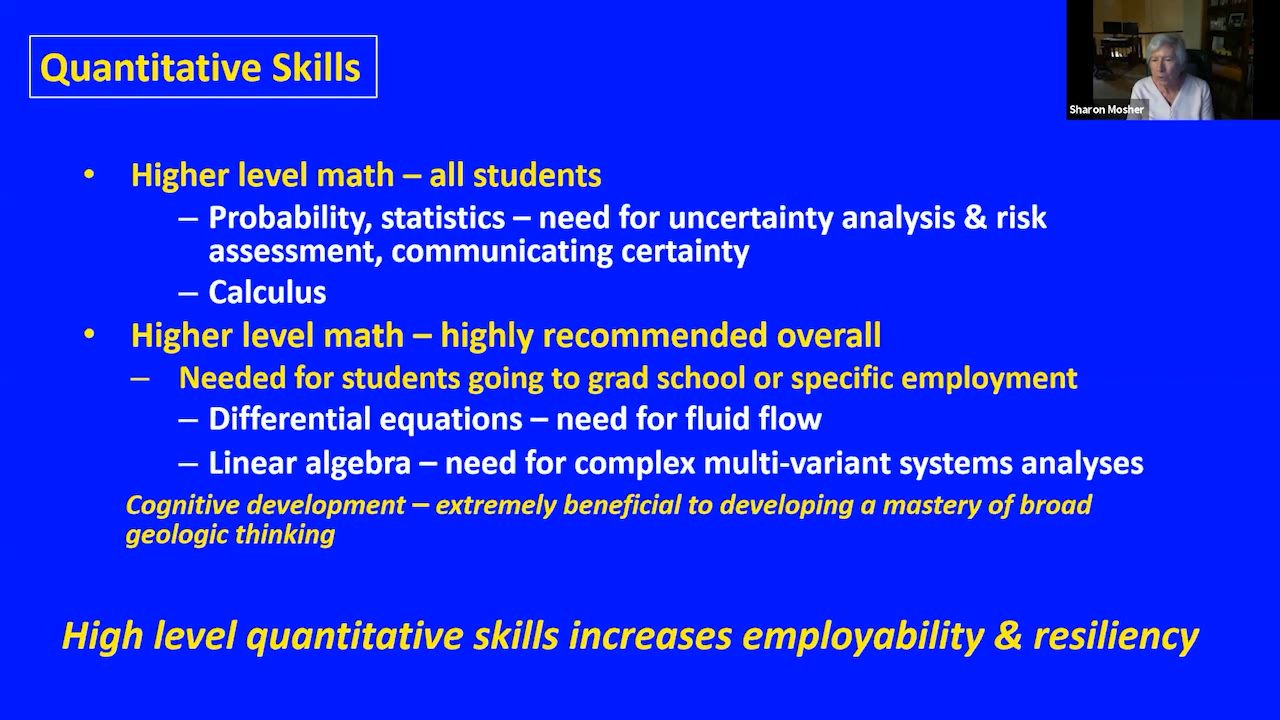 Quantitative Skills
Sharon Mosher
• Higher level math – all students
– Probability, statistics – need for uncertainty analysis & risk
assessment, communicating certainty
– Calculus
• Higher level math – highly recommended overall
– Needed for students going to grad school or specific employment
– Differential equations – need for fluid flow
– Linear algebra – need for complex multi-variant systems analyses
Cognitive development – extremely beneficial to developing a mastery of broad
geologic thinking
High level quantitative skills increases employability & resiliency